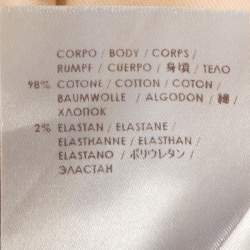 CORPO / BODY / CORPS /
RUMPF / CUERPO / 身頃 / ΤΕΛΟ
98% COTONE / COTTON / COTON /
BAUMWOLLE / ALGODON / 綿 /
ХЛОПОК
2% ELASTAN / ELASTANE /
ELASTHANNE / ELASTHAN /
ELASTANO / ポリウレタン /
ЭЛАСТАН